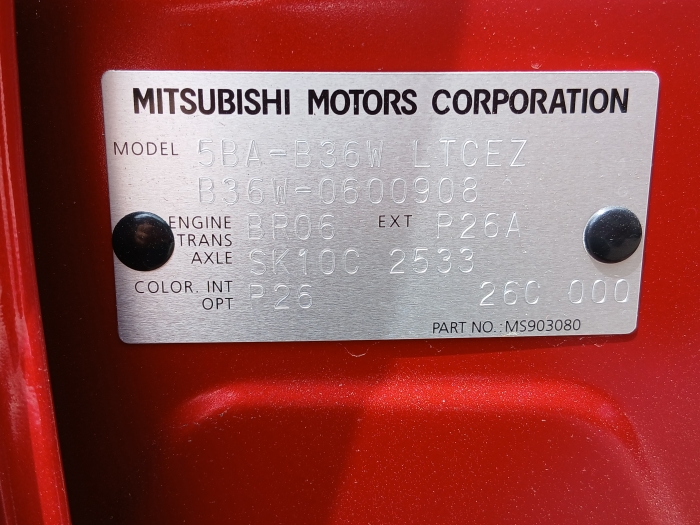 MITSUBISHI MOTORS CORPORATION
MODEL 5BA-B36W LTCEZ
B36W-0600908
ENGINE BR06 EXT P26A
TRANS AXLE SK10C 2533
COLOR. INT OPT P26 26C 000
PART NO.: MS903080